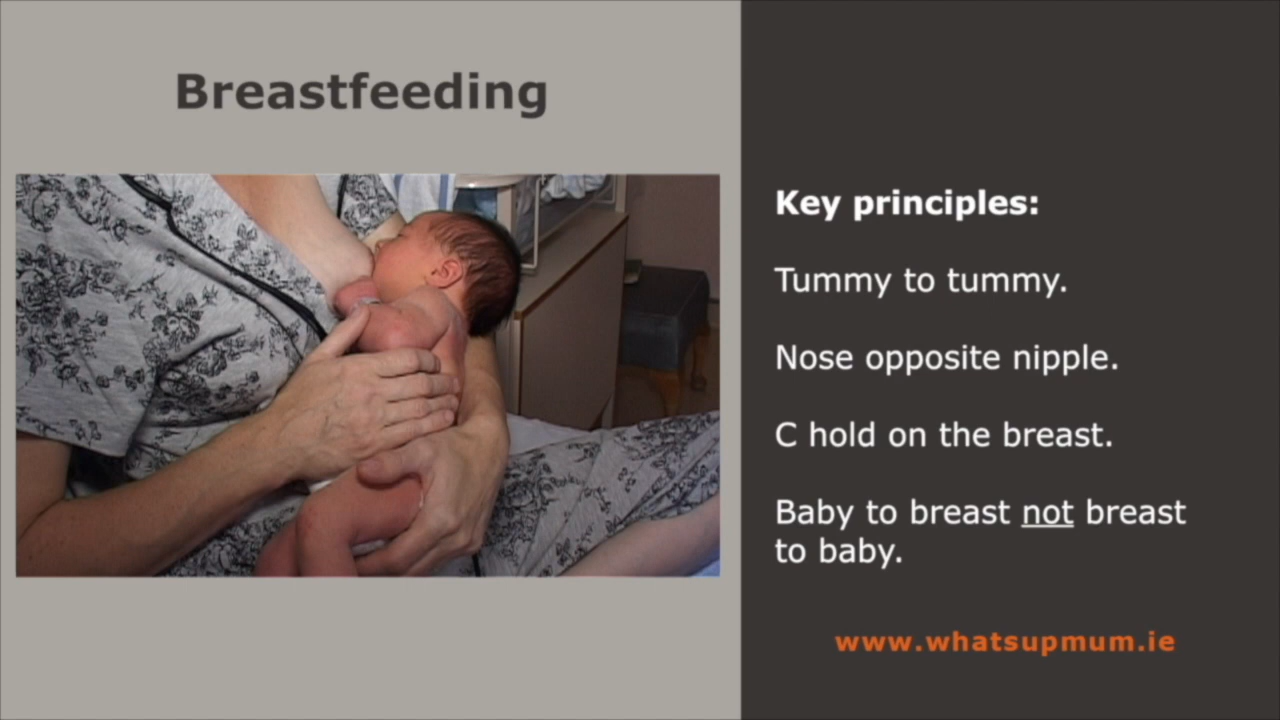 Breastfeeding
Key principles:
Tummy to tummy.
Nose opposite nipple.
C hold on the breast.
Baby to breast not breast
to baby.
www.whatsupmum.ie